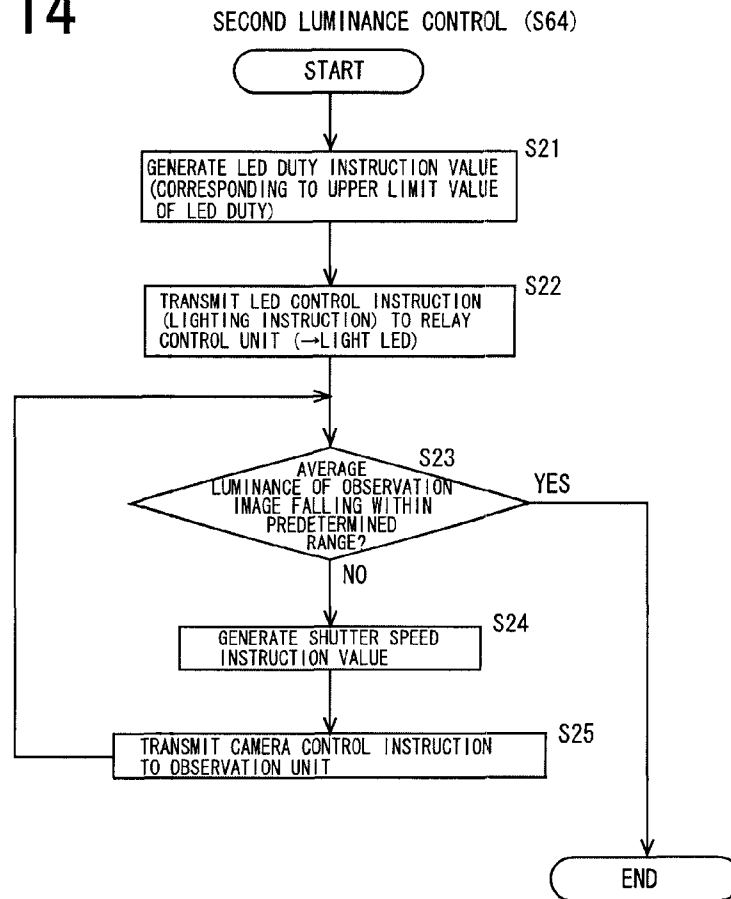 14
SECOND LUMINANCE CONTROL (S64)
START
S21
GENERATE LED DUTY INSTRUCTION VALUE
(CORRESPONDING TO UPPER LIMIT VALUE
OF LED DUTY)
S22
TRANSMIT LED CONTROL INSTRUCTION
(LIGHTING INSTRUCTION) TO RELAY
CONTROL UNIT (→LIGHT LED)
S23
AVERAGE
LUMINANCE OF OBSERVATION
IMAGE FALLING WITHIN
PREDETERMINED
RANGE?
YES
NO
S24
GENERATE SHUTTER SPEED
INSTRUCTION VALUE
S25
TRANSMIT CAMERA CONTROL INSTRUCTION
TO OBSERVATION UNIT
END